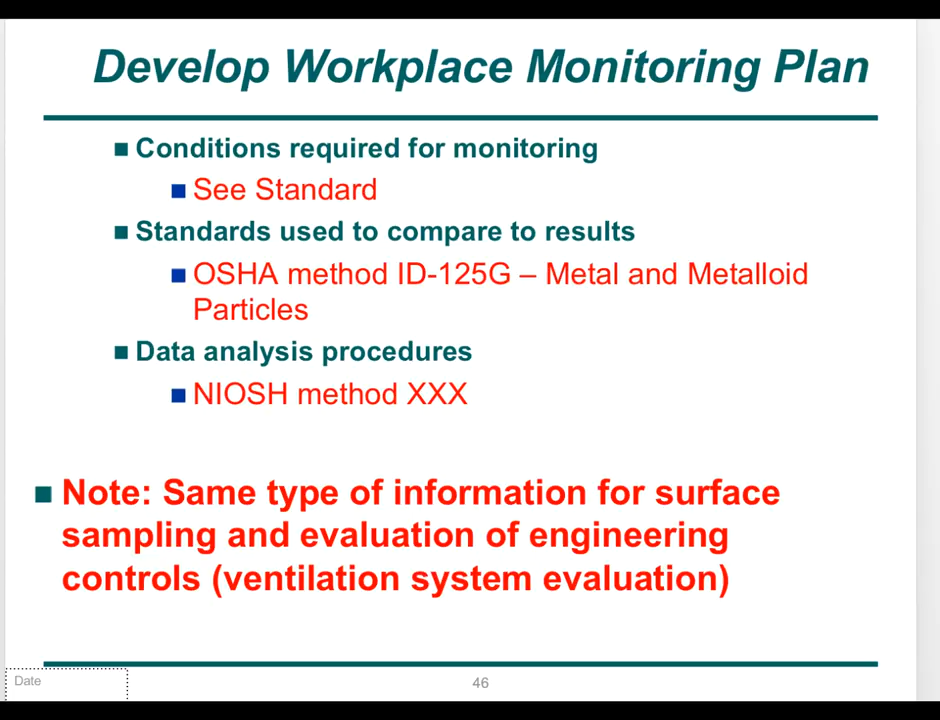 Develop Workplace Monitoring Plan
Conditions required for monitoring
See Standard
Standards used to compare to results
OSHA method ID-125G – Metal and Metalloid
Particles
Data analysis procedures
NIOSH method XXX
Note: Same type of information for surface
sampling and evaluation of engineering
controls (ventilation system evaluation)
Date
46